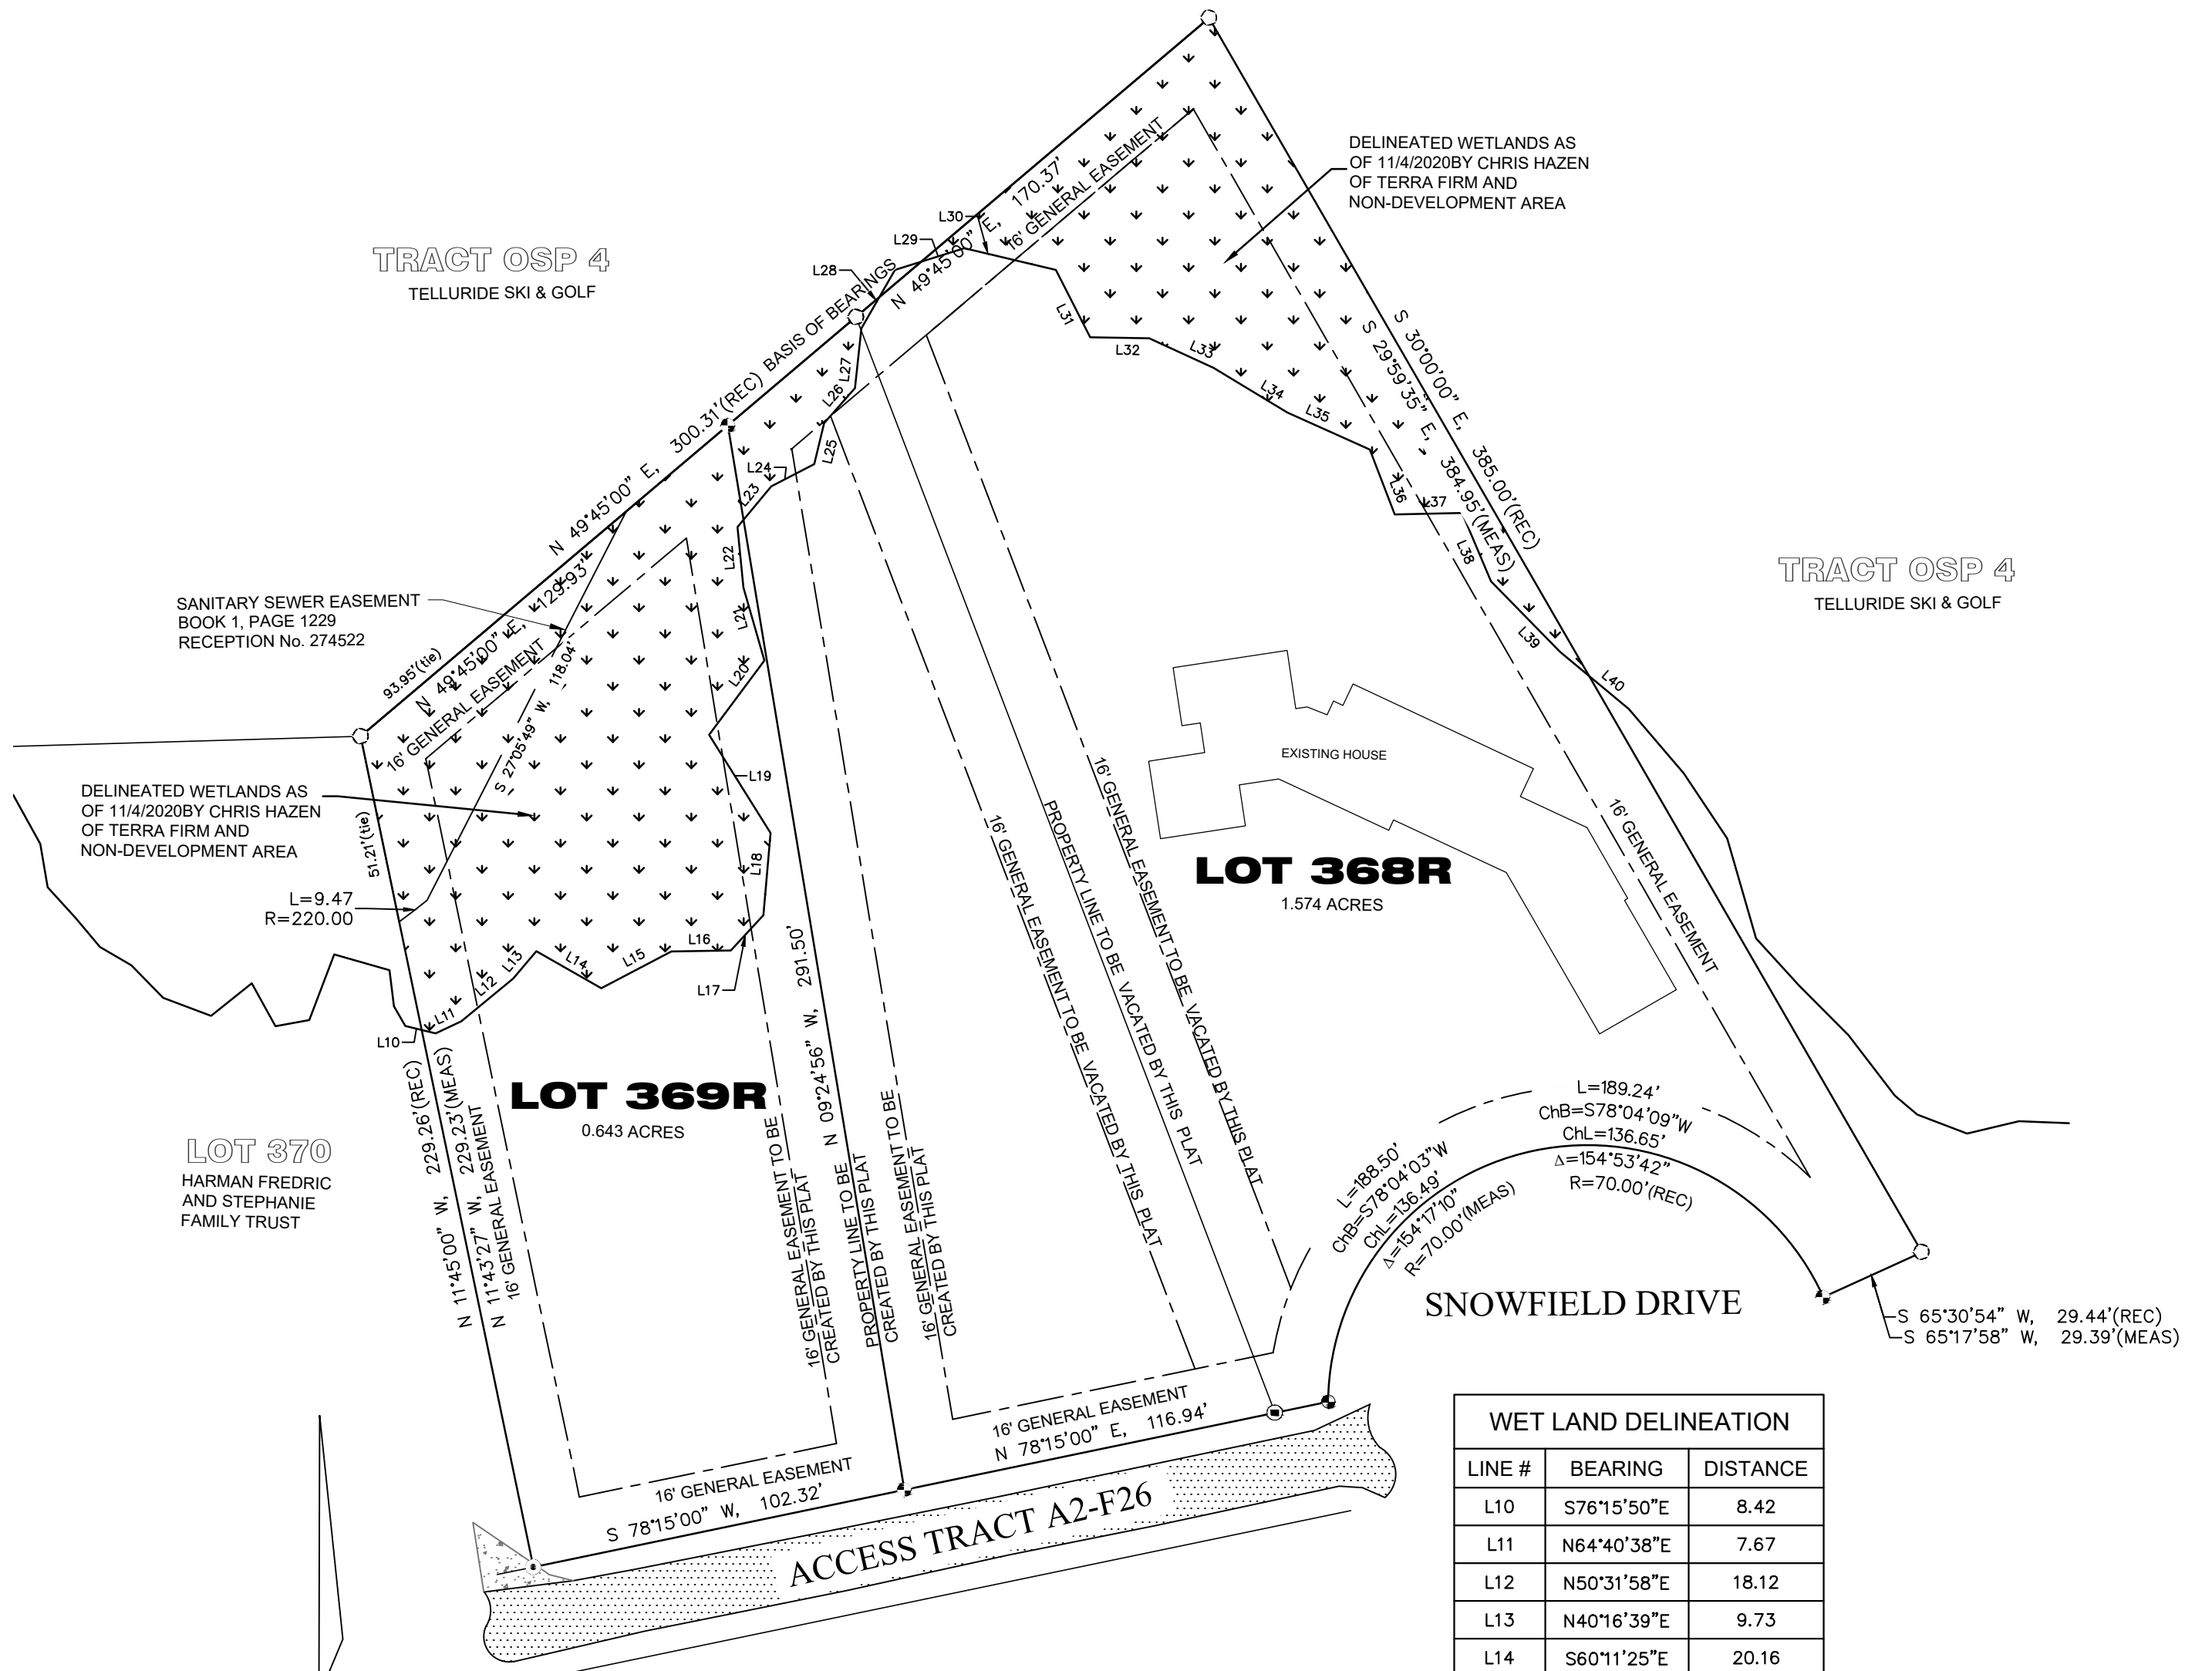 DELINEATED WETLANDS AS
OF 11/4/2020BY CHRIS HAZEN
OF TERRA FIRM AND
NON-DEVELOPMENT AREA
TRACT OSP 4
TELLURIDE SKI & GOLF
N 49°45'00" E, 300.31'(REC) BASIS OF BEARINGS
N 49°45'00" E, 170.37'
16' GENERAL EASEMENT
L30
L29
L28
L31
L32
L33
L34
L35
L36
L37
L38
L39
L40
S 30°00'00" E, 385.00'(REC)
S 29°59'35" E, 384.95'(MEAS)
TRACT OSP 4
TELLURIDE SKI & GOLF
L27
L26
L25
L24
L23
L22
L21
L20
L19
L18
SANITARY SEWER EASEMENT
BOOK 1, PAGE 1229
RECEPTION No. 274522
93.95'(tie)
N 49°45'00" E, 129.93'
16' GENERAL EASEMENT
S 27°05'49" W, 118.04'
DELINEATED WETLANDS AS
OF 11/4/2020BY CHRIS HAZEN
OF TERRA FIRM AND
NON-DEVELOPMENT AREA
51.21'(tie)
L=9.47
R=220.00
L10
L11
L12
L13
L14
L15
L16
L17
EXISTING HOUSE
LOT 368R
1.574 ACRES
16' GENERAL EASEMENT
16' GENERAL EASEMENT TO BE VACATED BY THIS PLAT
PROPERTY LINE TO BE VACATED BY THIS PLAT
16' GENERAL EASEMENT TO BE VACATED BY THIS PLAT
LOT 369R
0.643 ACRES
LOT 370
HARMAN FREDRIC
AND STEPHANIE
FAMILY TRUST
N 11°45'00" W, 229.26'(REC)
N 11°43'27" W, 229.23'(MEAS)
16' GENERAL EASEMENT
16' GENERAL EASEMENT TO BE
CREATED BY THIS PLAT
N 09°24'56" W, 291.50'
PROPERTY LINE TO BE
CREATED BY THIS PLAT
16' GENERAL EASEMENT TO BE
CREATED BY THIS PLAT
L=189.24'
ChB=S78°04'09"W
ChL=136.65'
Δ=154°53'42"
R=70.00'(REC)
L=188.50'
ChB=S78°04'03"W
ChL=136.49'
Δ=154°17'10"
R=70.00'(MEAS)
SNOWFIELD DRIVE
S 65°30'54" W, 29.44'(REC)
S 65°17'58" W, 29.39'(MEAS)
16' GENERAL EASEMENT
N 78°15'00" E, 116.94'
16' GENERAL EASEMENT
S 78°15'00" W, 102.32'
ACCESS TRACT A2-F26
WET LAND DELINEATION
LINE # BEARING DISTANCE
L10 S76°15'50"E 8.42
L11 N64°40'38"E 7.67
L12 N50°31'58"E 18.12
L13 N40°16'39"E 9.73
L14 S60°11'25"E 20.16